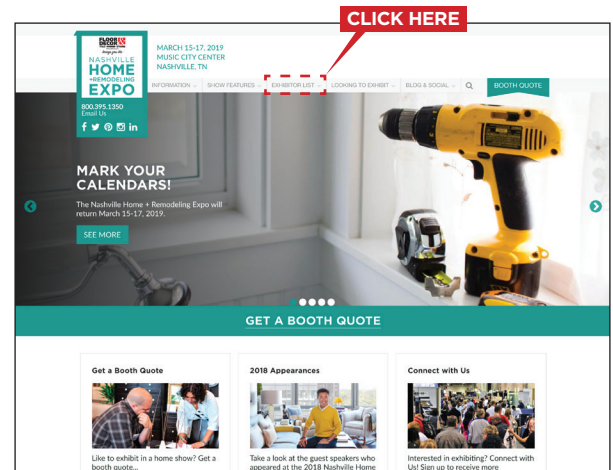 CLICK HERE
FLOOR
DECOR
NASHVILLE
HOME
+REMODELING
EXPO
MARCH 15-17, 2019
MUSIC CITY CENTER
NASHVILLE, TN
INFORMATION
SHOW FEATURES
EXHIBITOR LIST
LOOKING TO EXHIBIT
BLOG & SOCIAL
BOOTH QUOTE
800.395.1350
Email Us
MARK YOUR
CALENDARS!
The Nashville Home + Remodeling Expo will
return March 15-17, 2019.
SEE MORE
GET A BOOTH QUOTE
Get a Booth Quote
Like to exhibit in a home show? Get a
booth quote...
2018 Appearances
Take a look at the guest speakers who
appeared at the 2018 Nashville Home
Connect with Us
Interested in exhibiting? Connect with
Us! Sign up to receive more